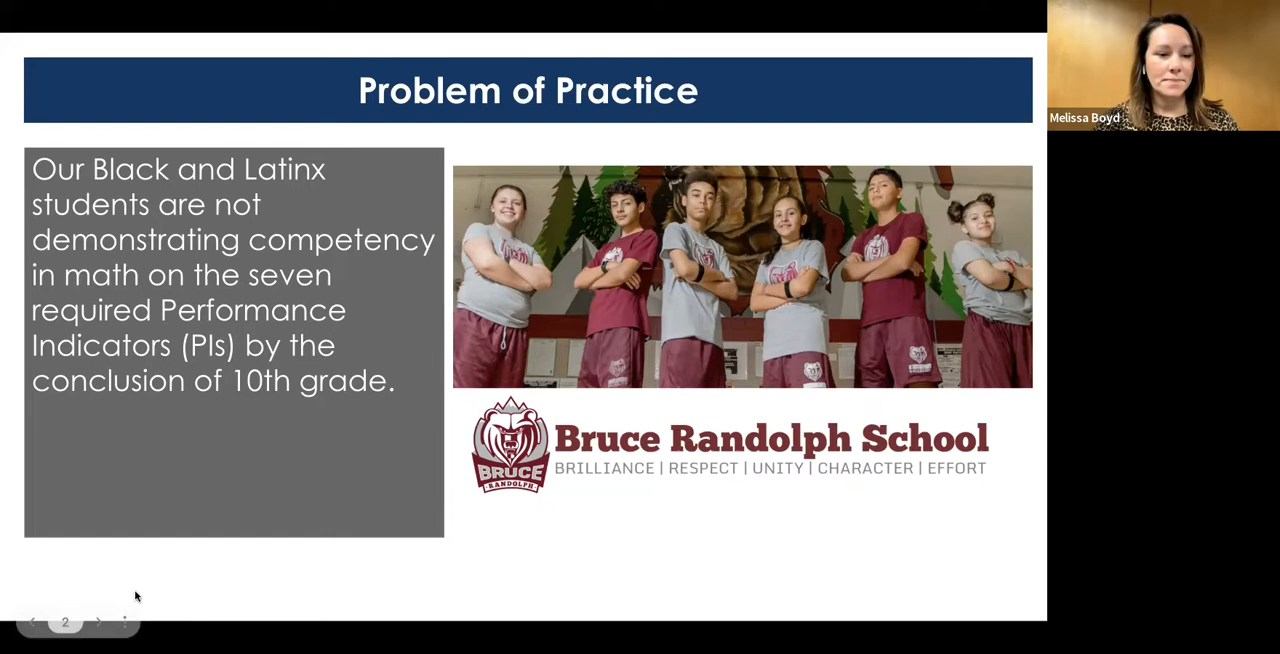 Problem of Practice
Melissa Boyd
Our Black and Latinx
students are not
demonstrating competency
in math on the seven
required Performance
Indicators (PIs) by the
conclusion of 10th grade.
BRUCE
RANDOLPH
Bruce Randolph School
BRILLIANCE | RESPECT | UNITY | CHARACTER | EFFORT
2